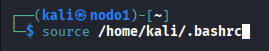 ┌──(kali㉿nodo1)-[~]
└─$ source /home/kali/.bashrc